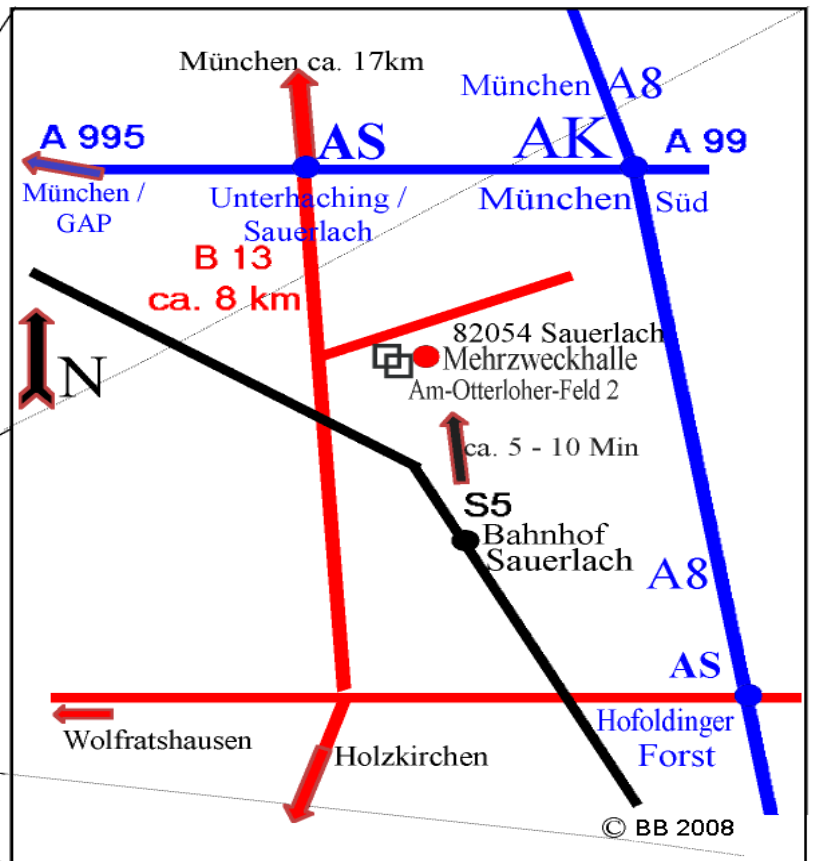 München ca. 17km
München A8
A 995
AS
AK
A 99
München /
GAP
Unterhaching /
Sauerlach
München Süd
B 13
ca. 8 km
N
82054 Sauerlach
Mehrzweckhalle
Am-Otterloher-Feld 2
ca. 5 - 10 Min
S5
Bahnhof
Sauerlach
A8
AS
Hofoldinger
Forst
Wolfratshausen
Holzkirchen
© BB 2008